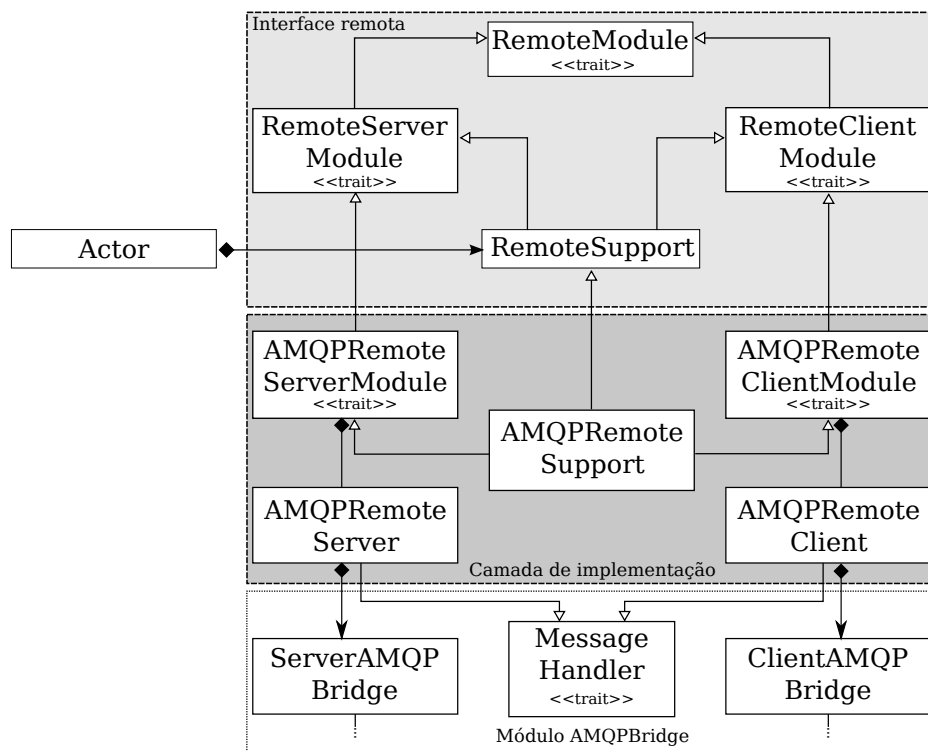 Interface remota
RemoteModule
<<trait>>
RemoteServer
Module
<<trait>>
RemoteClient
Module
<<trait>>
Actor
RemoteSupport
AMQPRemote
ServerModule
<<trait>>
AMQPRemote
ClientModule
<<trait>>
AMQPRemote
Support
AMQPRemote
Server
AMQPRemote
Client
Camada de implementação
ServerAMQP
Bridge
Message
Handler
<<trait>>
ClientAMQP
Bridge
Módulo AMQPBridge